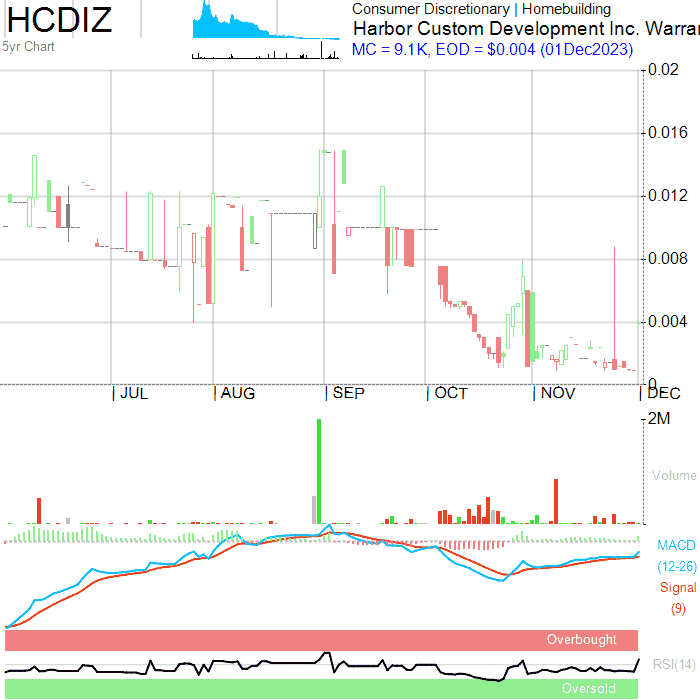 HCDIZ
5yr Chart
Consumer Discretionary | Homebuilding
Harbor Custom Development Inc. Warran
MC = 9.1K, EOD = $0.004 (01Dec2023)
0.02
0.016
0.012
0.008
0.004
0
JUL AUG SEP OCT NOV DEC
2M
Volume
MACD
(12-26)
Signal
(9)
Overbought
RSI(14)
Oversold